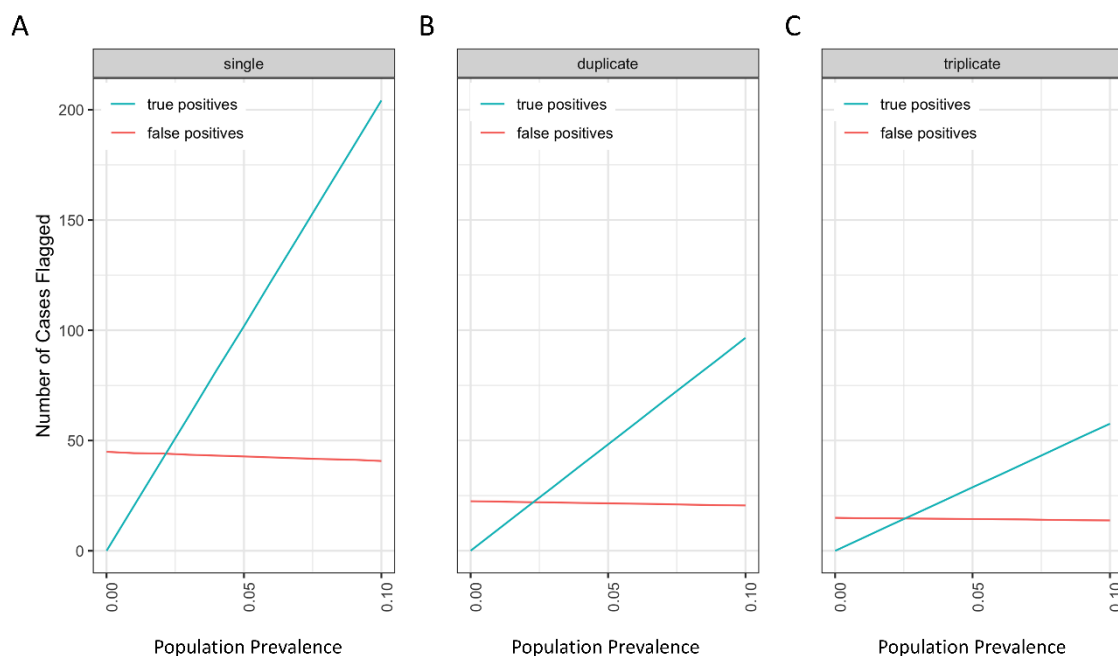 A
B
C
single
duplicate
triplicate
true positives
false positives
true positives
false positives
true positives
false positives
Number of Cases Flagged
200
150
100
50
0
0.00
0.05
0.10
0.00
0.05
0.10
0.00
0.05
0.10
Population Prevalence
Population Prevalence
Population Prevalence